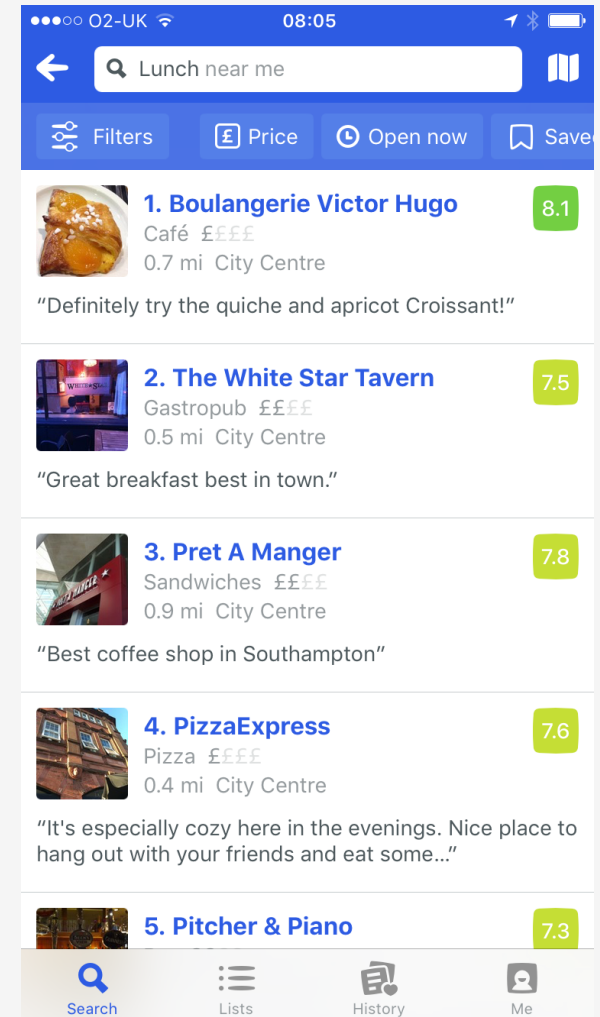 O2-UK 08:05
Lunch near me
Filters £ Price Open now Save
1. Boulangerie Victor Hugo 8.1
Café ££££
0.7 mi City Centre
“Definitely try the quiche and apricot Croissant!”
2. The White Star Tavern 7.5
Gastropub ££££
0.5 mi City Centre
“Great breakfast best in town.”
3. Pret A Manger 7.8
Sandwiches ££££
0.9 mi City Centre
“Best coffee shop in Southampton”
4. PizzaExpress 7.6
Pizza ££££
0.4 mi City Centre
“It's especially cozy here in the evenings. Nice place to
hang out with your friends and eat some...”
5. Pitcher & Piano 7.3
Search Lists History Me